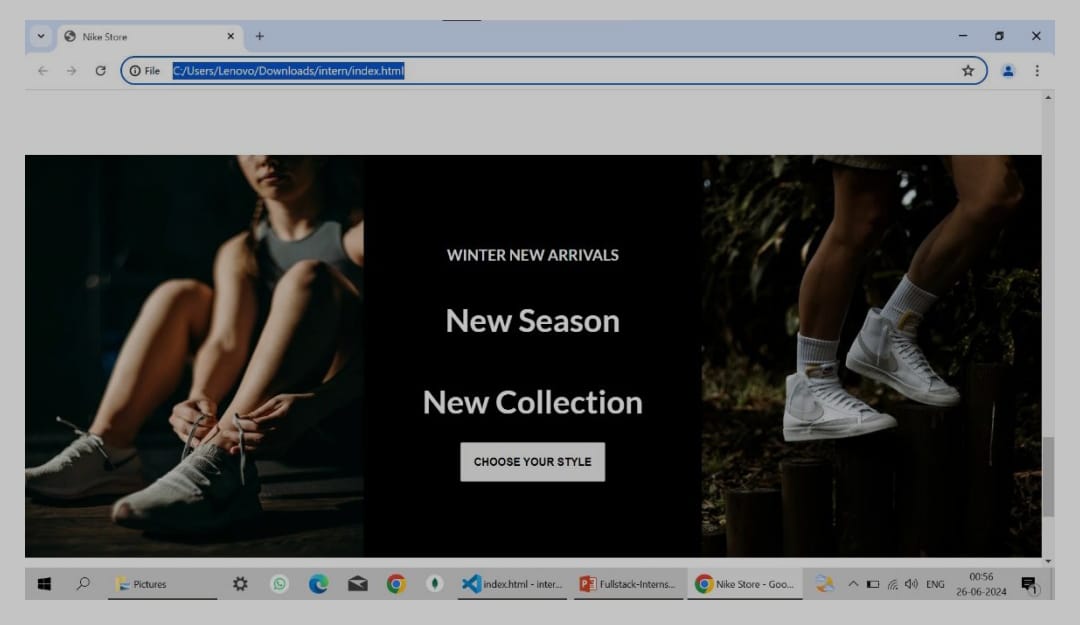 Nike Store
File C:/Users/Lenovo/Downloads/intern/index.html
WINTER NEW ARRIVALS
New Season
New Collection
CHOOSE YOUR STYLE
Pictures
index.html - inter...
Fullstack-Interns...
Nike Store - Goo...
ENG
00:56
26-06-2024
1